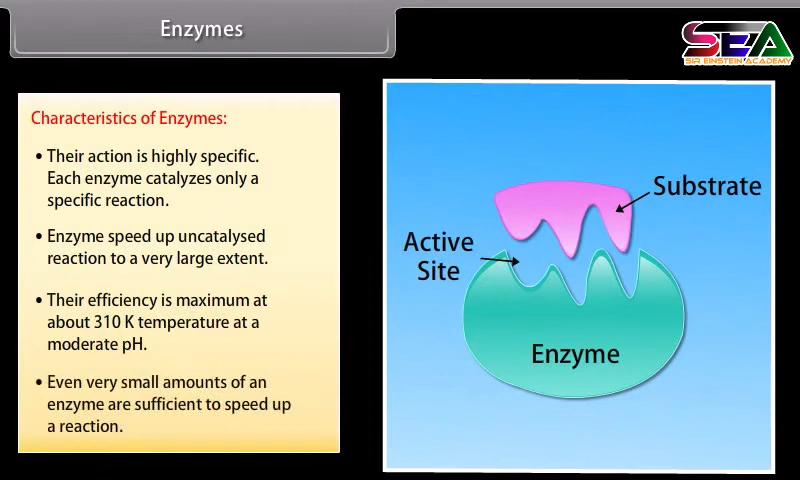 Enzymes
SEA
SIR EINSTEIN ACADEMY
Characteristics of Enzymes:
• Their action is highly specific.
Each enzyme catalyzes only a
specific reaction.
• Enzyme speed up uncatalysed
reaction to a very large extent.
• Their efficiency is maximum at
about 310 K temperature at a
moderate pH.
• Even very small amounts of an
enzyme are sufficient to speed up
a reaction.
Substrate
Active
Site
Enzyme